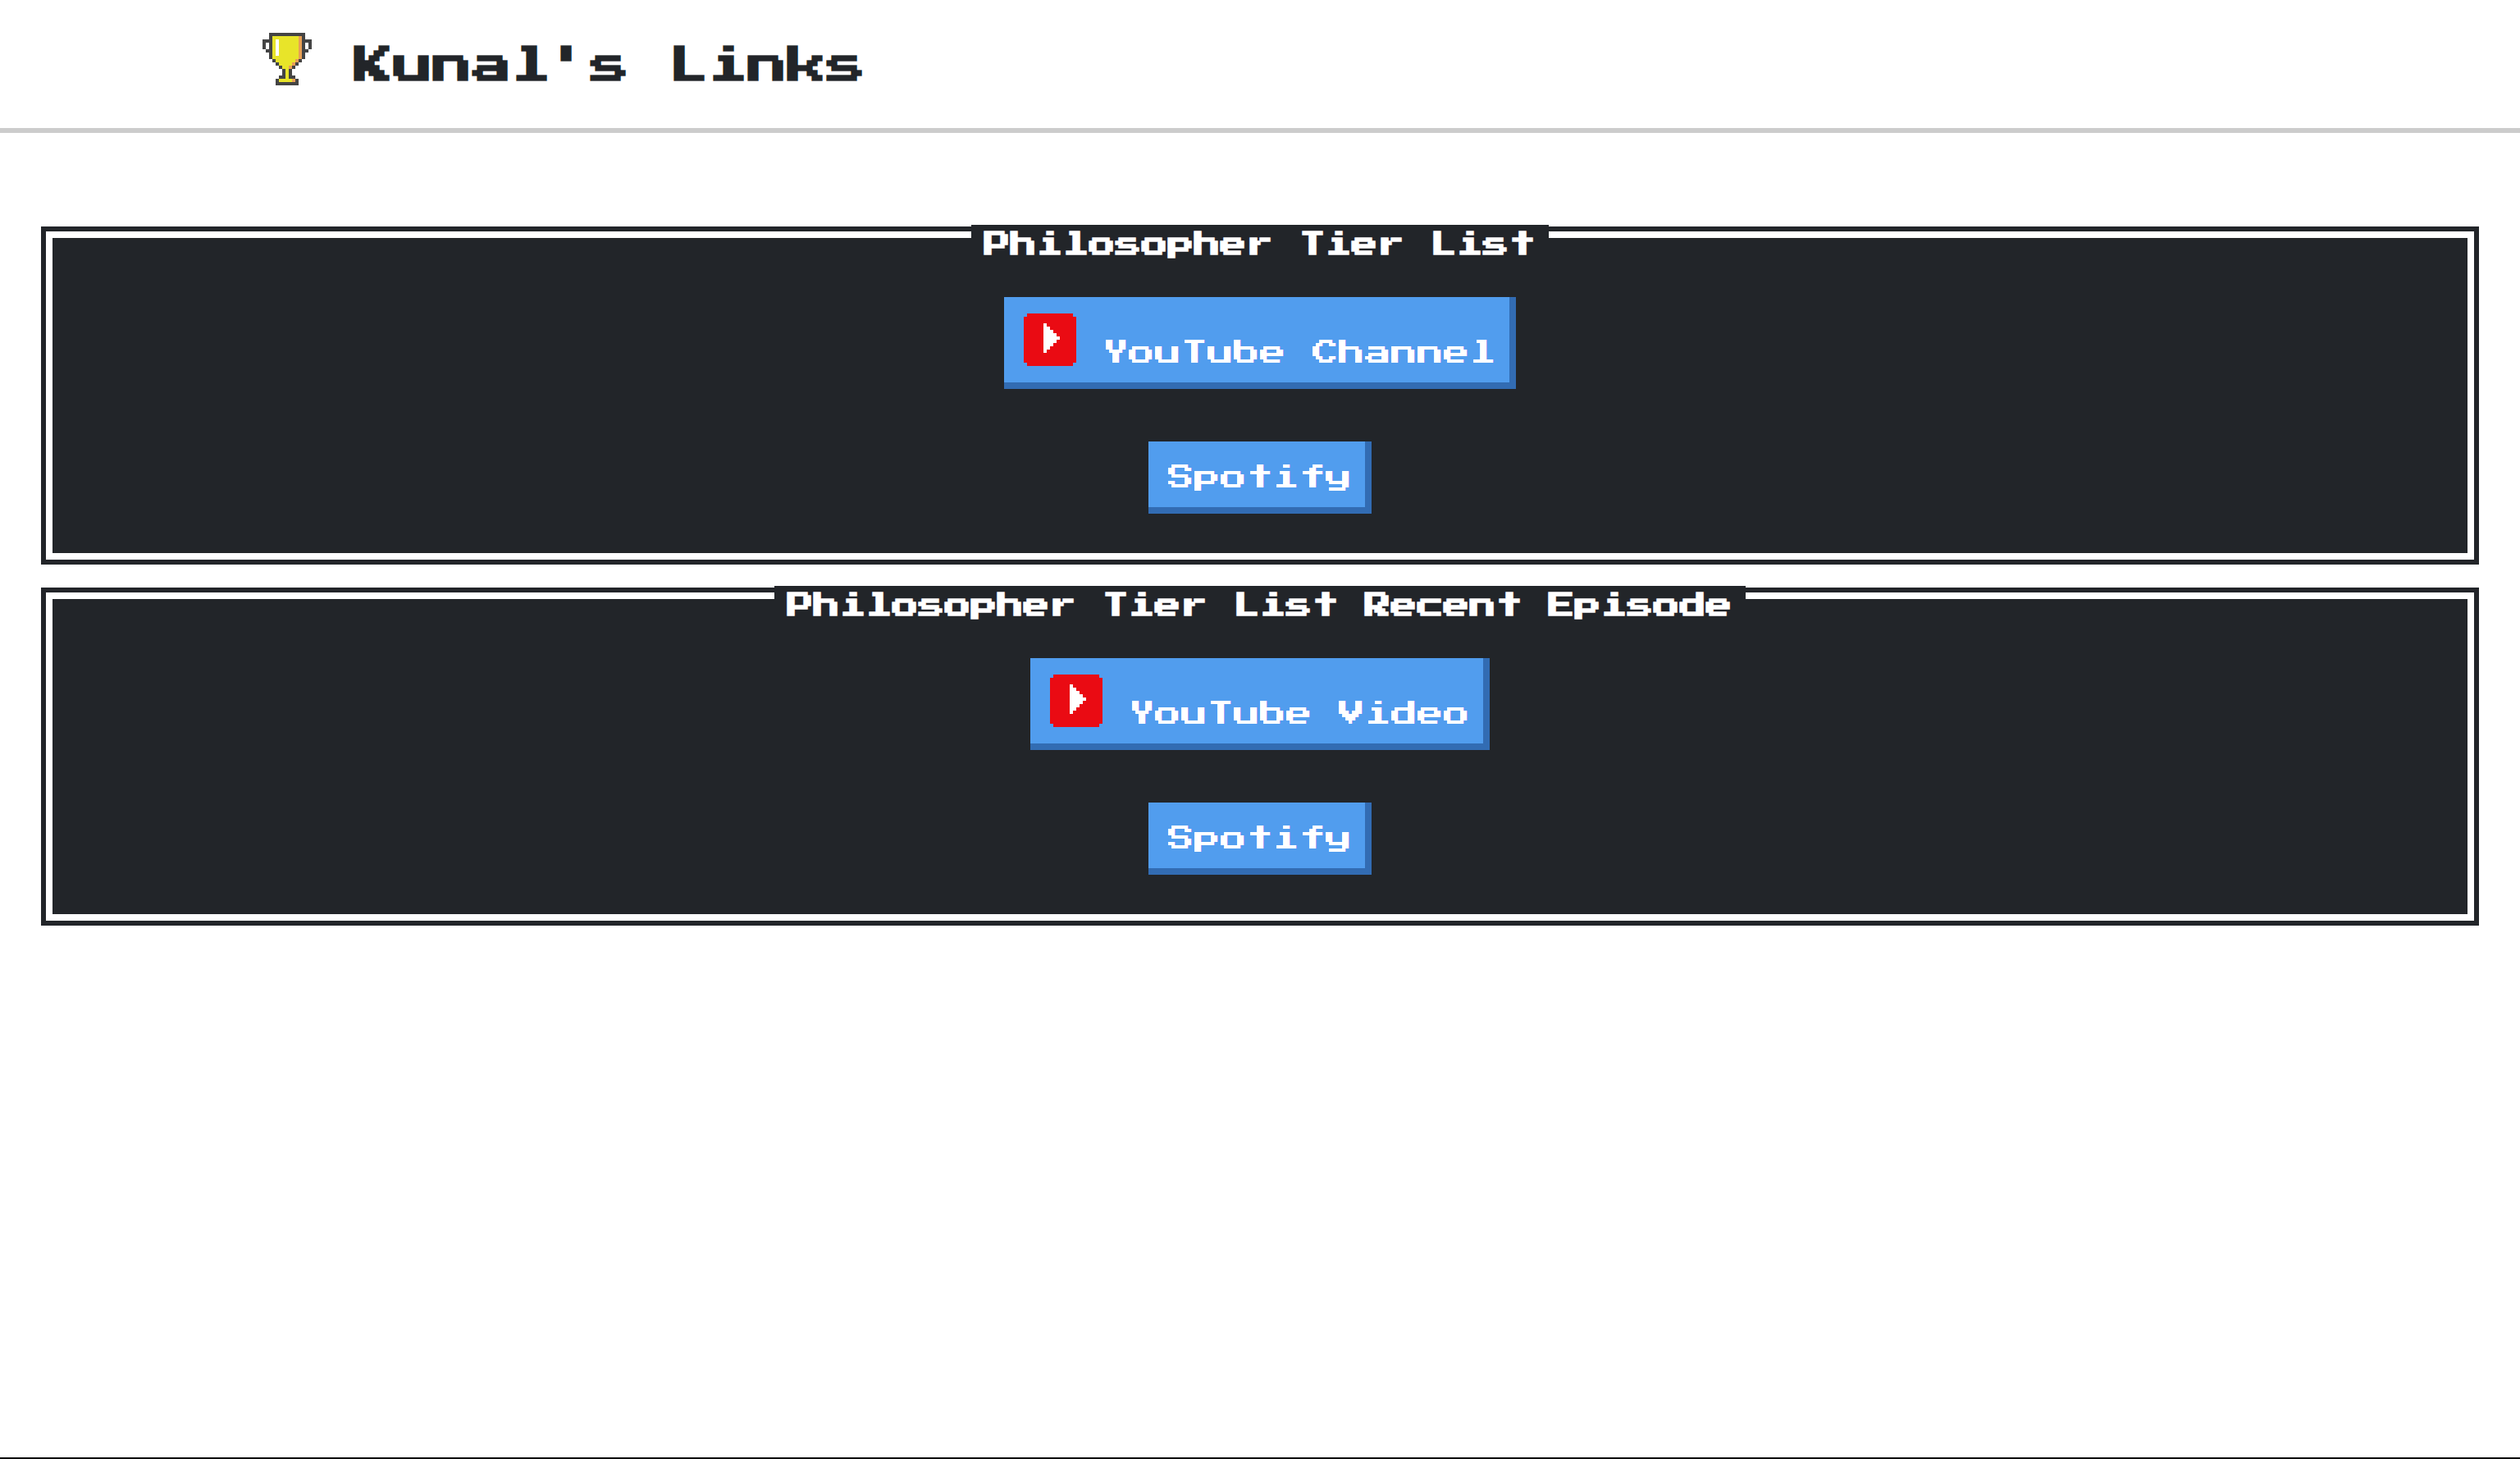 Kunal's Links
Philosopher Tier List
YouTube Channel
Spotify
Philosopher Tier List Recent Episode
YouTube Video
Spotify